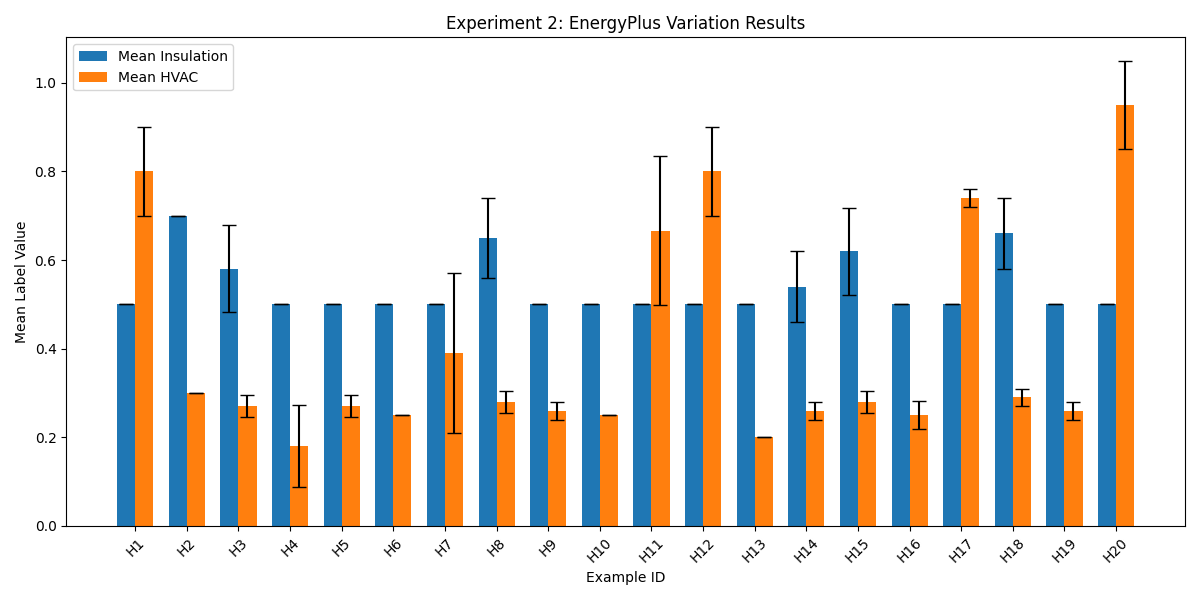 Experiment 2: EnergyPlus Variation Results
Mean Insulation
Mean HVAC
Mean Label Value
1.0
0.8
0.6
0.4
0.2
0.0
H1 H2 H3 H4 H5 H6 H7 H8 H9 H10 H11 H12 H13 H14 H15 H16 H17 H18 H19 H20
Example ID